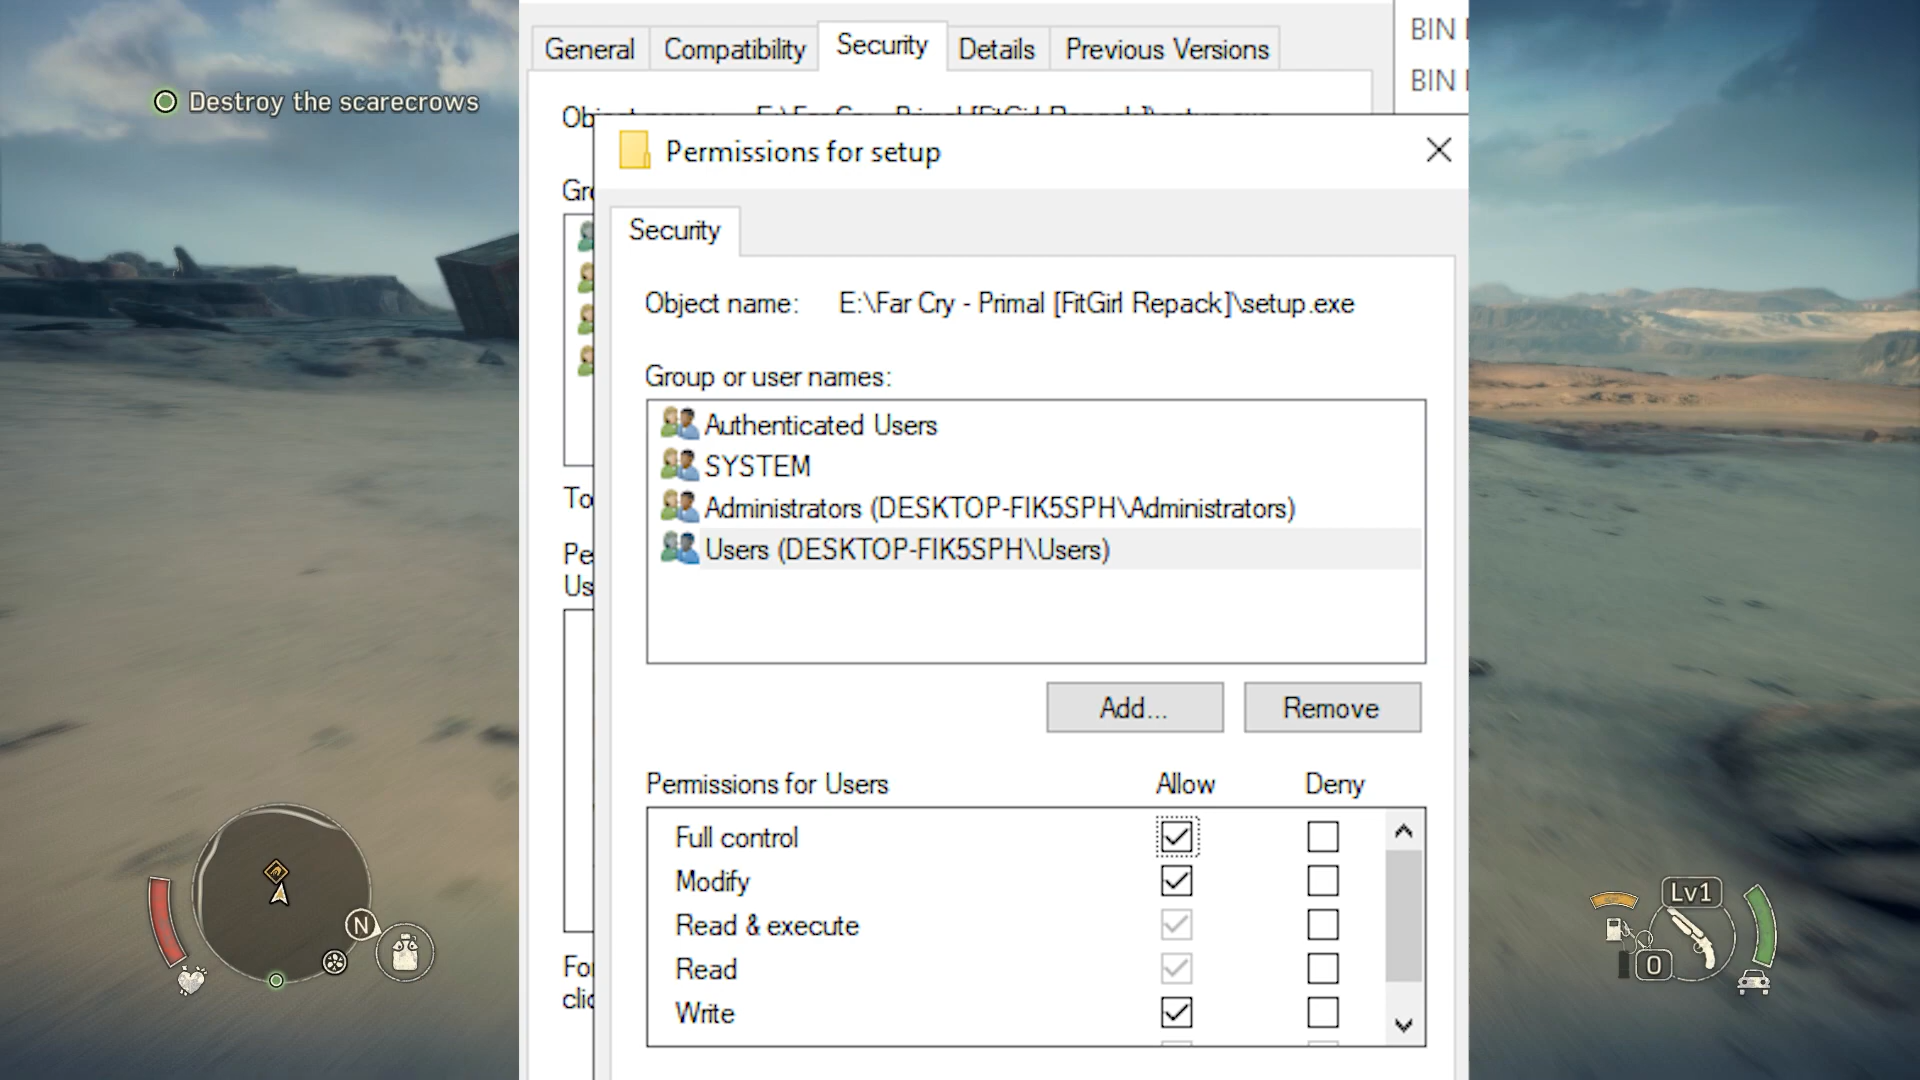 Destroy the scarecrows
General
Compatibility
Security
Details
Previous Versions
BIN
BIN
Permissions for setup
Security
Object name: E:\Far Cry - Primal [FitGirl Repack]\setup.exe
Group or user names:
Authenticated Users
SYSTEM
Administrators (DESKTOP-FIK5SPH\Administrators)
Users (DESKTOP-FIK5SPH\Users)
To
Add...
Remove
Permissions for Users
Allow
Deny
Full control
Modify
Read & execute
Read
Write
N
Lv1
0